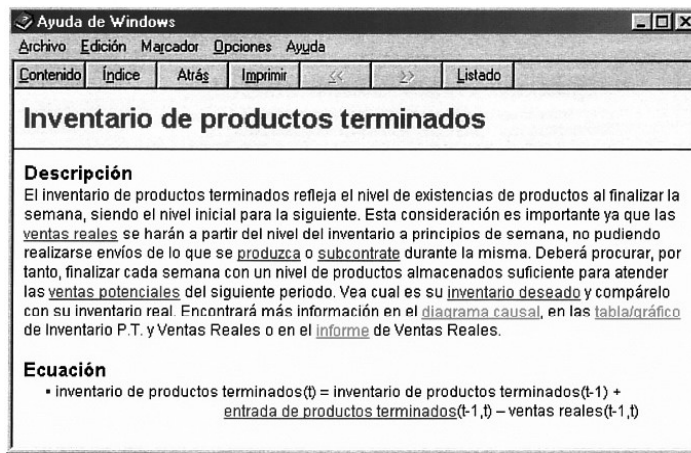 Ayuda de Windows
Archivo Edición Marcador Opciones Ayuda
Contenido Índice Atrás Imprimir << >> Listado
Inventario de productos terminados
Descripción
El inventario de productos terminados refleja el nivel de existencias de productos al finalizar la
semana, siendo el nivel inicial para la siguiente. Esta consideración es importante ya que las
ventas reales se harán a partir del nivel del inventario a principios de semana, no pudiendo
realizarse envíos de lo que se produzca o subcontrate durante la misma. Deberá procurar, por
tanto, finalizar cada semana con un nivel de productos almacenados suficiente para atender
las ventas potenciales del siguiente periodo. Vea cual es su inventario deseado y compárelo
con su inventario real. Encontrará más información en el diagrama causal, en las tabla/gráfico
de Inventario P.T. y Ventas Reales o en el informe de Ventas Reales.
Ecuación
▪ inventario de productos terminados(t) = inventario de productos terminados(t-1) +
entrada de productos terminados(t-1,t) – ventas reales(t-1,t)